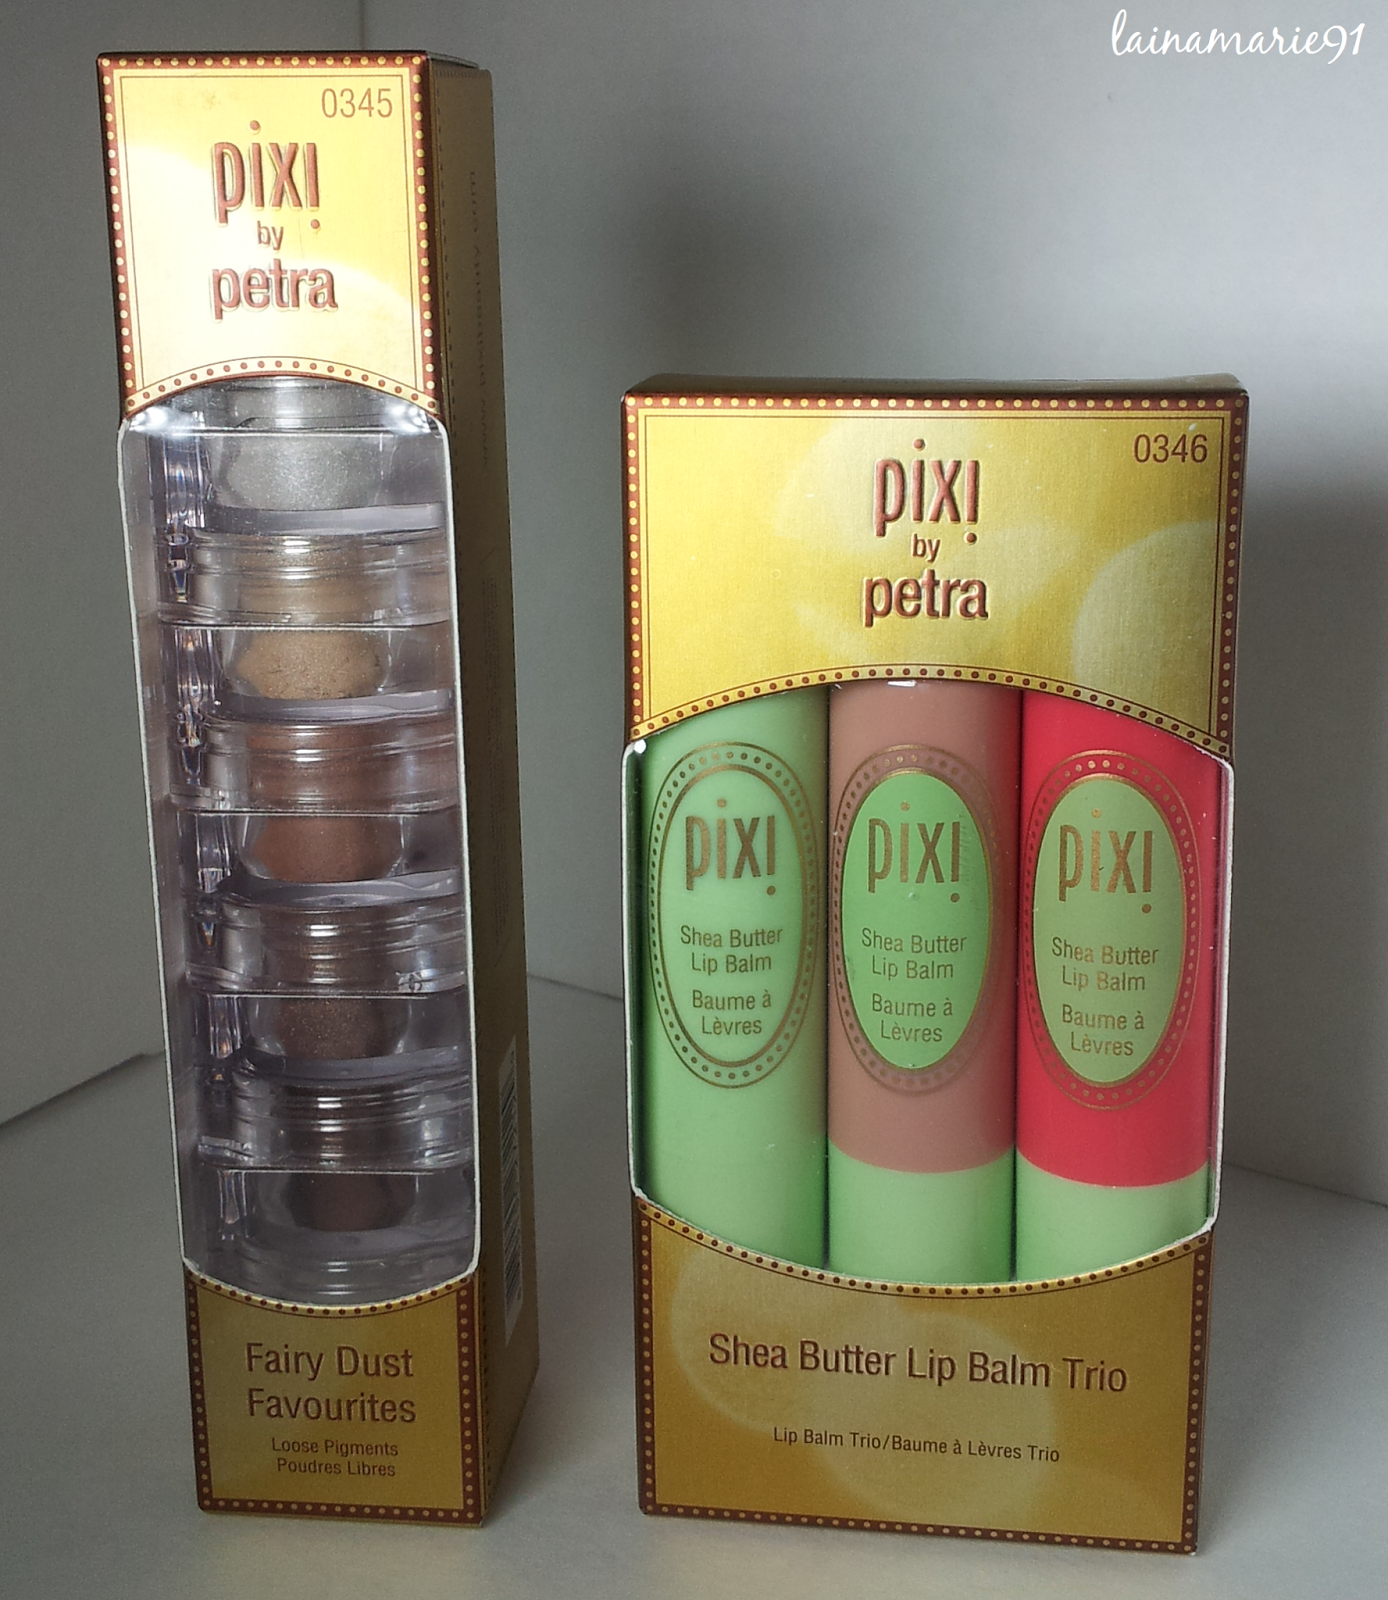 lainamarie91
0345
pixi
by
petra
Fairy Dust
Favourites
Loose Pigments
Poudres Libres
0346
pixi
by
petra
pixi
Shea Butter
Lip Balm
Baume à
Lèvres
pixi
Shea Butter
Lip Balm
Baume à
Lèvres
pixi
Shea Butter
Lip Balm
Baume à
Lèvres
Shea Butter Lip Balm Trio
Lip Balm Trio/Baume à Lèvres Trio